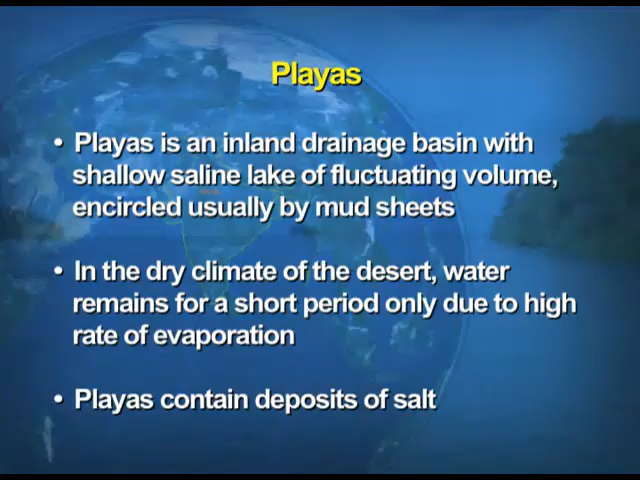 Playas
• Playas is an inland drainage basin with
shallow saline lake of fluctuating volume,
encircled usually by mud sheets
• In the dry climate of the desert, water
remains for a short period only due to high
rate of evaporation
• Playas contain deposits of salt